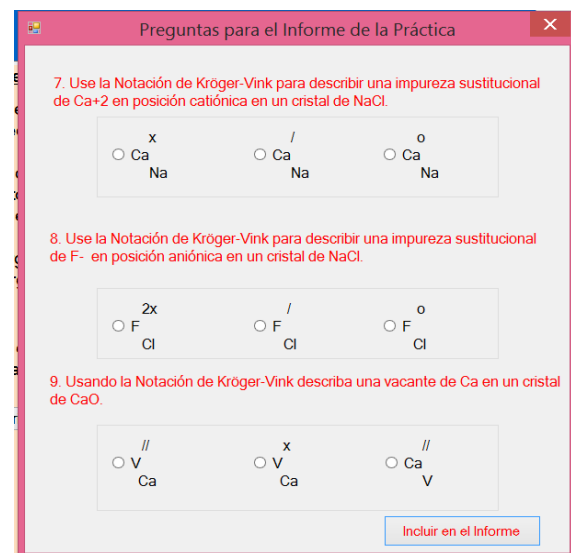 Preguntas para el Informe de la Práctica
7. Use la Notación de Kröger-Vink para describir una impureza sustitucional
de Ca+2 en posición catiónica en un cristal de NaCl.
x / o
Ca Ca Ca
Na Na Na
8. Use la Notación de Kröger-Vink para describir una impureza sustitucional
de F- en posición aniónica en un cristal de NaCl.
2x / o
F F F
Cl Cl Cl
9. Usando la Notación de Kröger-Vink describa una vacante de Ca en un cristal
de CaO.
// x //
V V Ca
Ca Ca V
Incluir en el Informe